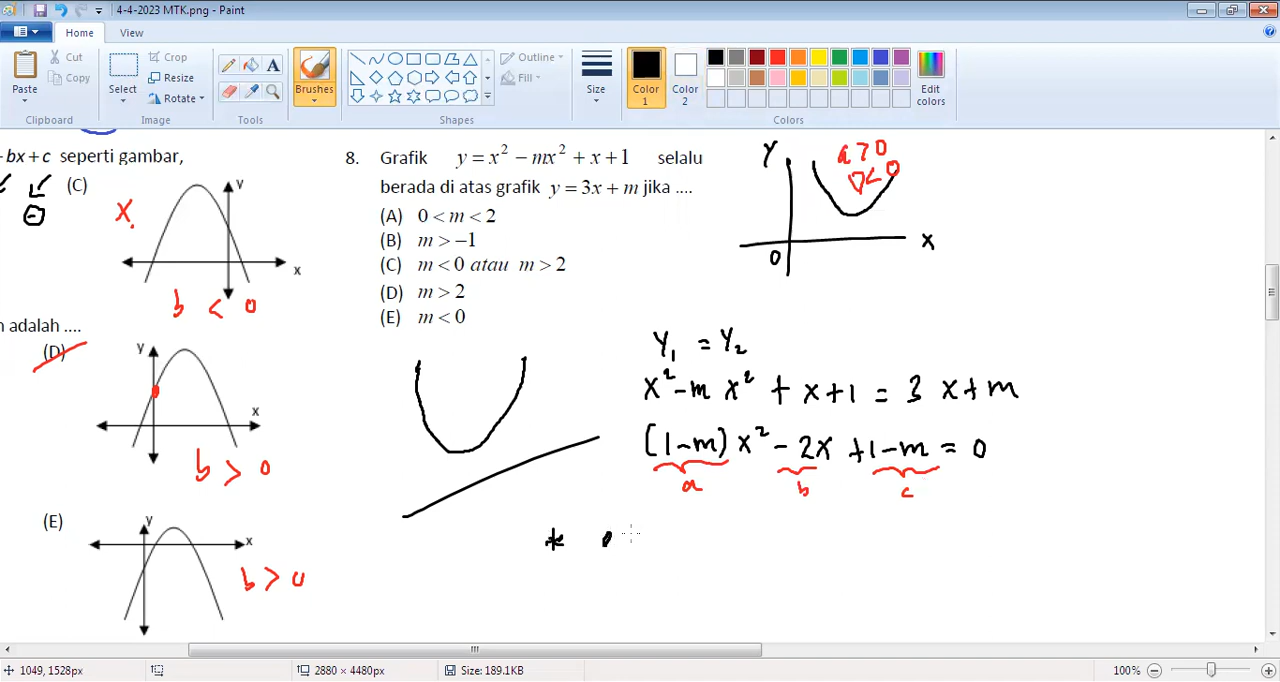 4-4-2023 MTK.png - Paint
Home
View
Paste
Cut
Copy
Clipboard
Select
Crop
Resize
Rotate
Image
A
Tools
Brushes
Outline
Fill
Shapes
Size
Color 1
Color 2
Edit colors
Colors
-bx + c seperti gambar,
(C)
y
x
X.
b < 0
n adalah ....
(D)
y
x
b > 0
(E)
y
x
b > 0
8. Grafik y = x² − mx² + x + 1 selalu
berada di atas grafik y = 3x + m jika ....
(A) 0 < m < 2
(B) m > −1
(C) m < 0 atau m > 2
(D) m > 2
(E) m < 0
Y
a > 0
▽ < 0
0
X
Y₁ = Y₂
x² − m x² + x + 1 = 3x + m
(1 − m) x² − 2x + 1 − m = 0
a b c
*
1049, 1528px
2880 × 4480px
Size: 189.1KB
100%